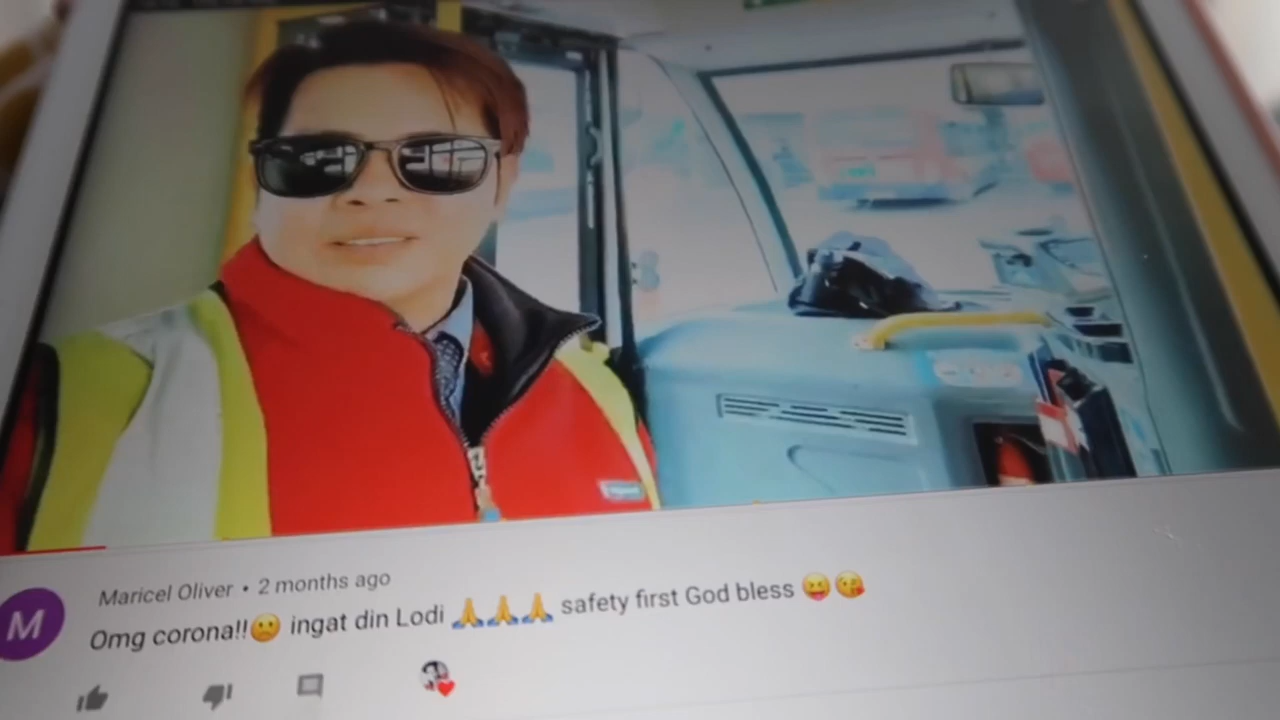 Maricel Oliver • 2 months ago
Omg corona!!🙁 ingat din Lodi 🙏🙏🙏 safety first God bless 😝😘
M